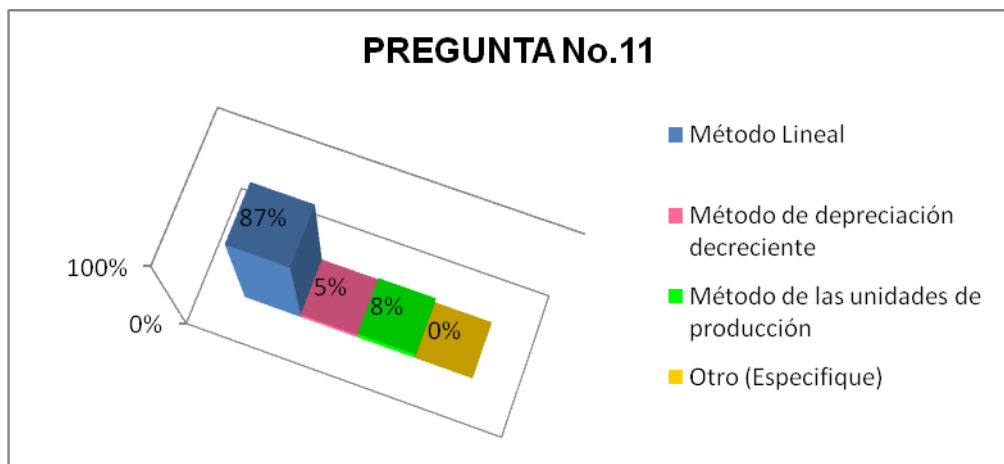 PREGUNTA No.11
87%
5%
8%
0%
100%
0%
Método Lineal
Método de depreciación
decreciente
Método de las unidades de
producción
Otro (Especifique)